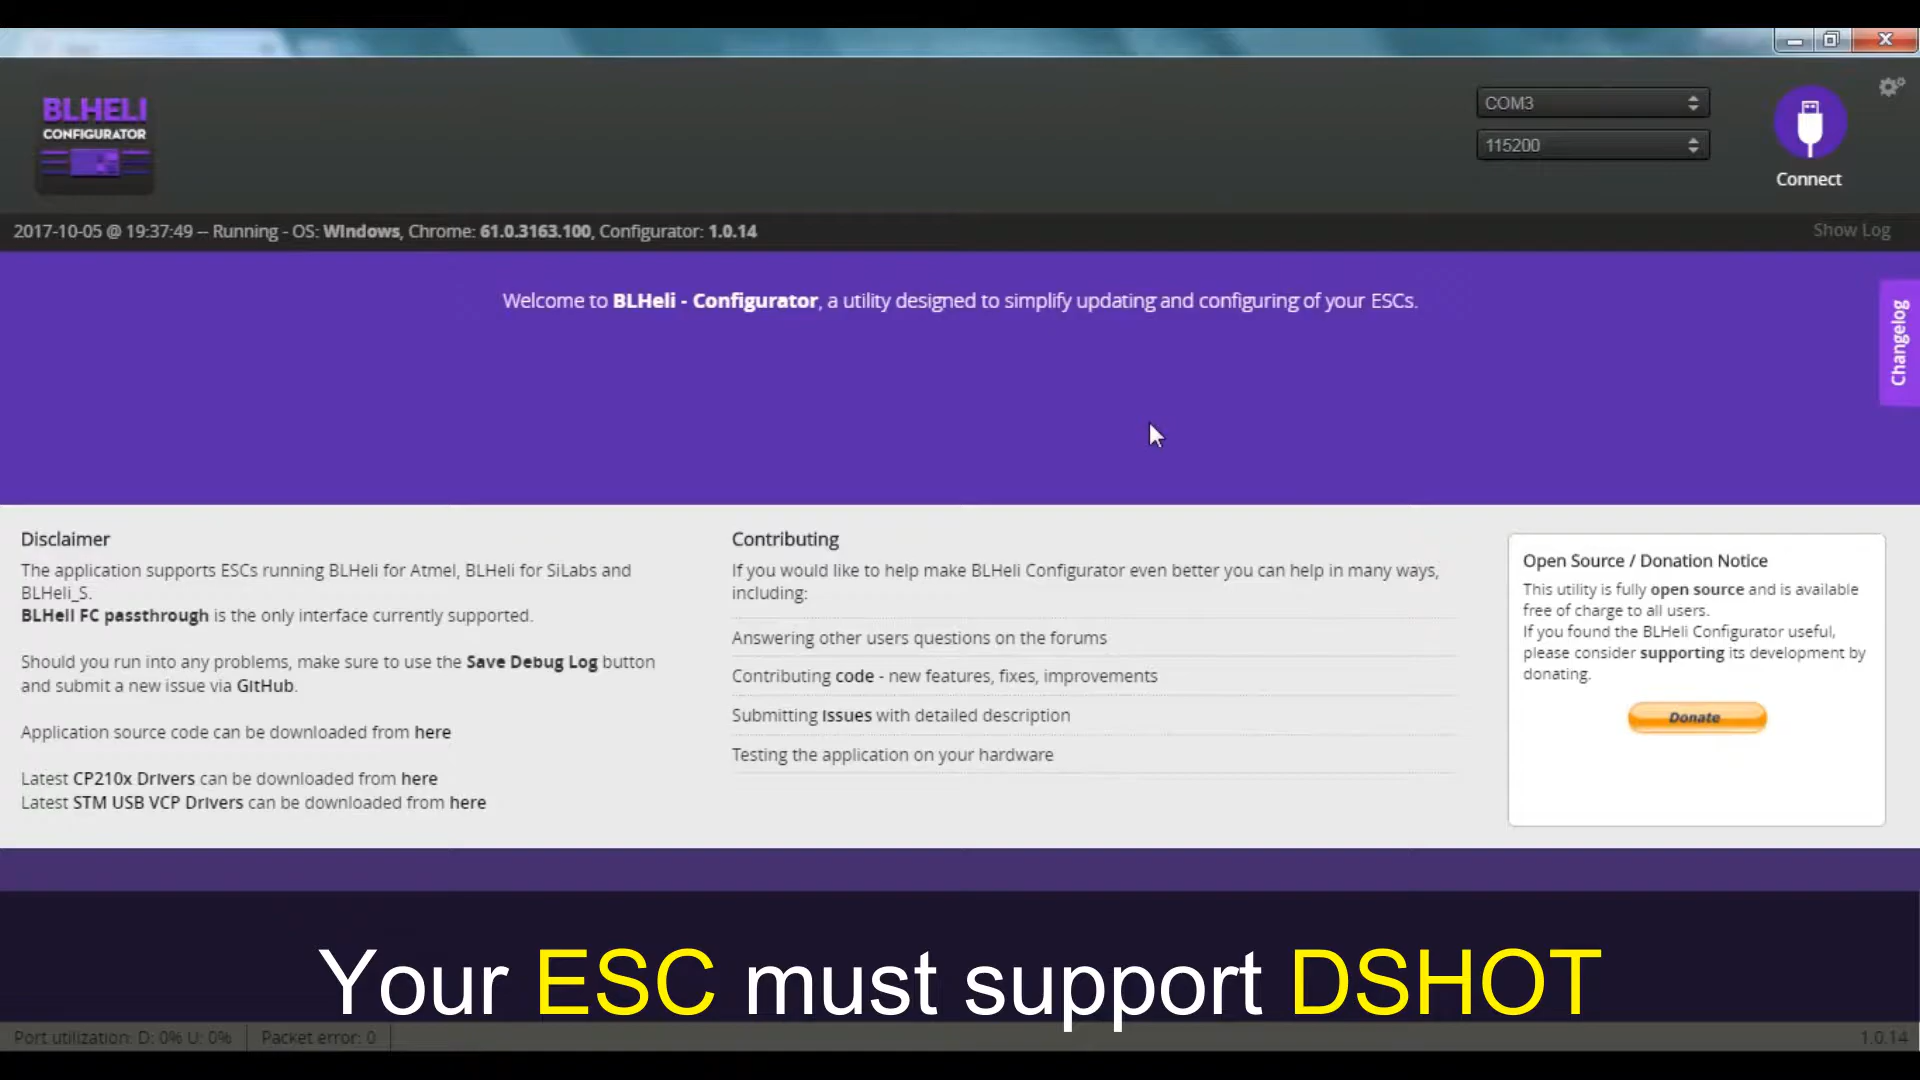 BLHELI
CONFIGURATOR
COM3
115200
Connect
2017-10-05 @ 19:37:49 -- Running - OS: Windows, Chrome: 61.0.3163.100, Configurator: 1.0.14
Show Log
Welcome to BLHeli - Configurator, a utility designed to simplify updating and configuring of your ESCs.
Changelog
Disclaimer
The application supports ESCs running BLHeli for Atmel, BLHeli for SiLabs and
BLHeli_S.
BLHeli FC passthrough is the only interface currently supported.
Should you run into any problems, make sure to use the Save Debug Log button
and submit a new issue via GitHub.
Application source code can be downloaded from here
Latest CP210x Drivers can be downloaded from here
Latest STM USB VCP Drivers can be downloaded from here
Contributing
If you would like to help make BLHeli Configurator even better you can help in many ways,
including:
Answering other users questions on the forums
Contributing code - new features, fixes, improvements
Submitting issues with detailed description
Testing the application on your hardware
Open Source / Donation Notice
This utility is fully open source and is available
free of charge to all users.
If you found the BLHeli Configurator useful,
please consider supporting its development by
donating.
Donate
Your ESC must support DSHOT
Port utilization: D: 0% U: 0%
Packet error: 0
1.0.14